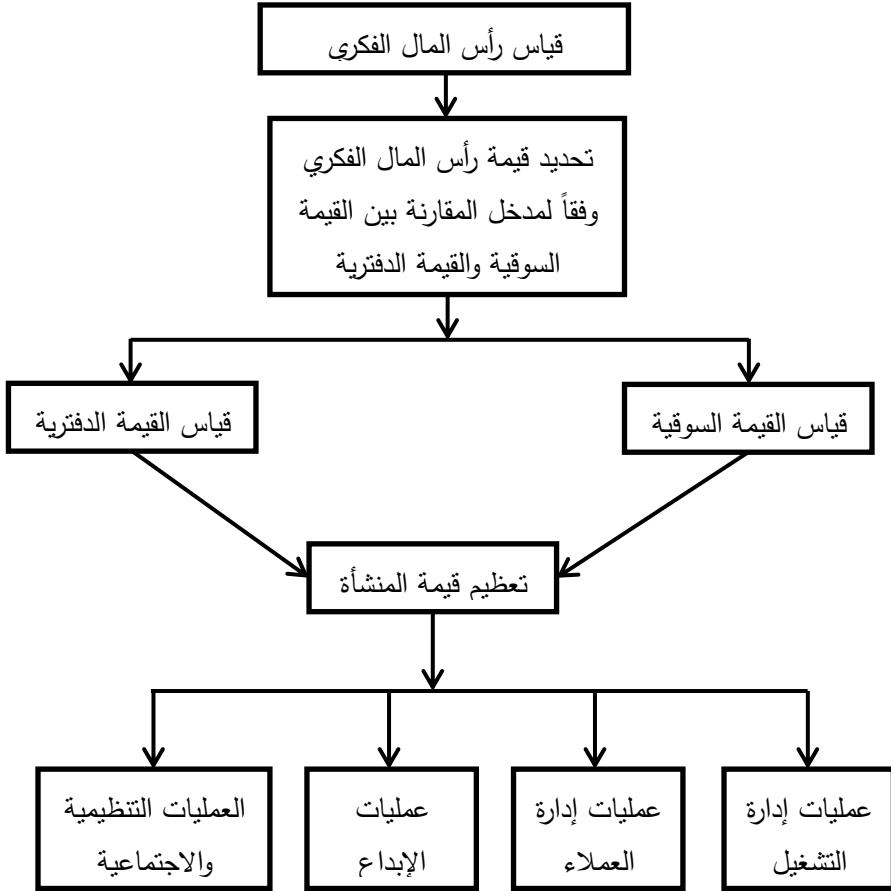 قياس رأس المال الفكري
تحديد قيمة رأس المال الفكري
وفقاً لمدخل المقارنة بين القيمة
السوقية والقيمة الدفترية
قياس القيمة السوقية
قياس القيمة الدفترية
تعظيم قيمة المنشأة
عمليات إدارة
التشغيل
عمليات إدارة
العملاء
عمليات
الإبداع
العمليات التنظيمية
والاجتماعية